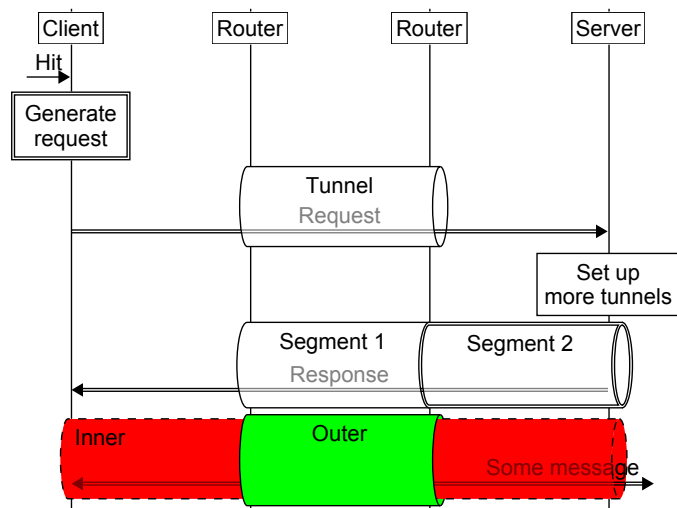 Client Router Router Server
Hit
Generate
request
Tunnel
Request
Set up
more tunnels
Segment 1 Segment 2
Response
Inner Outer
Some message